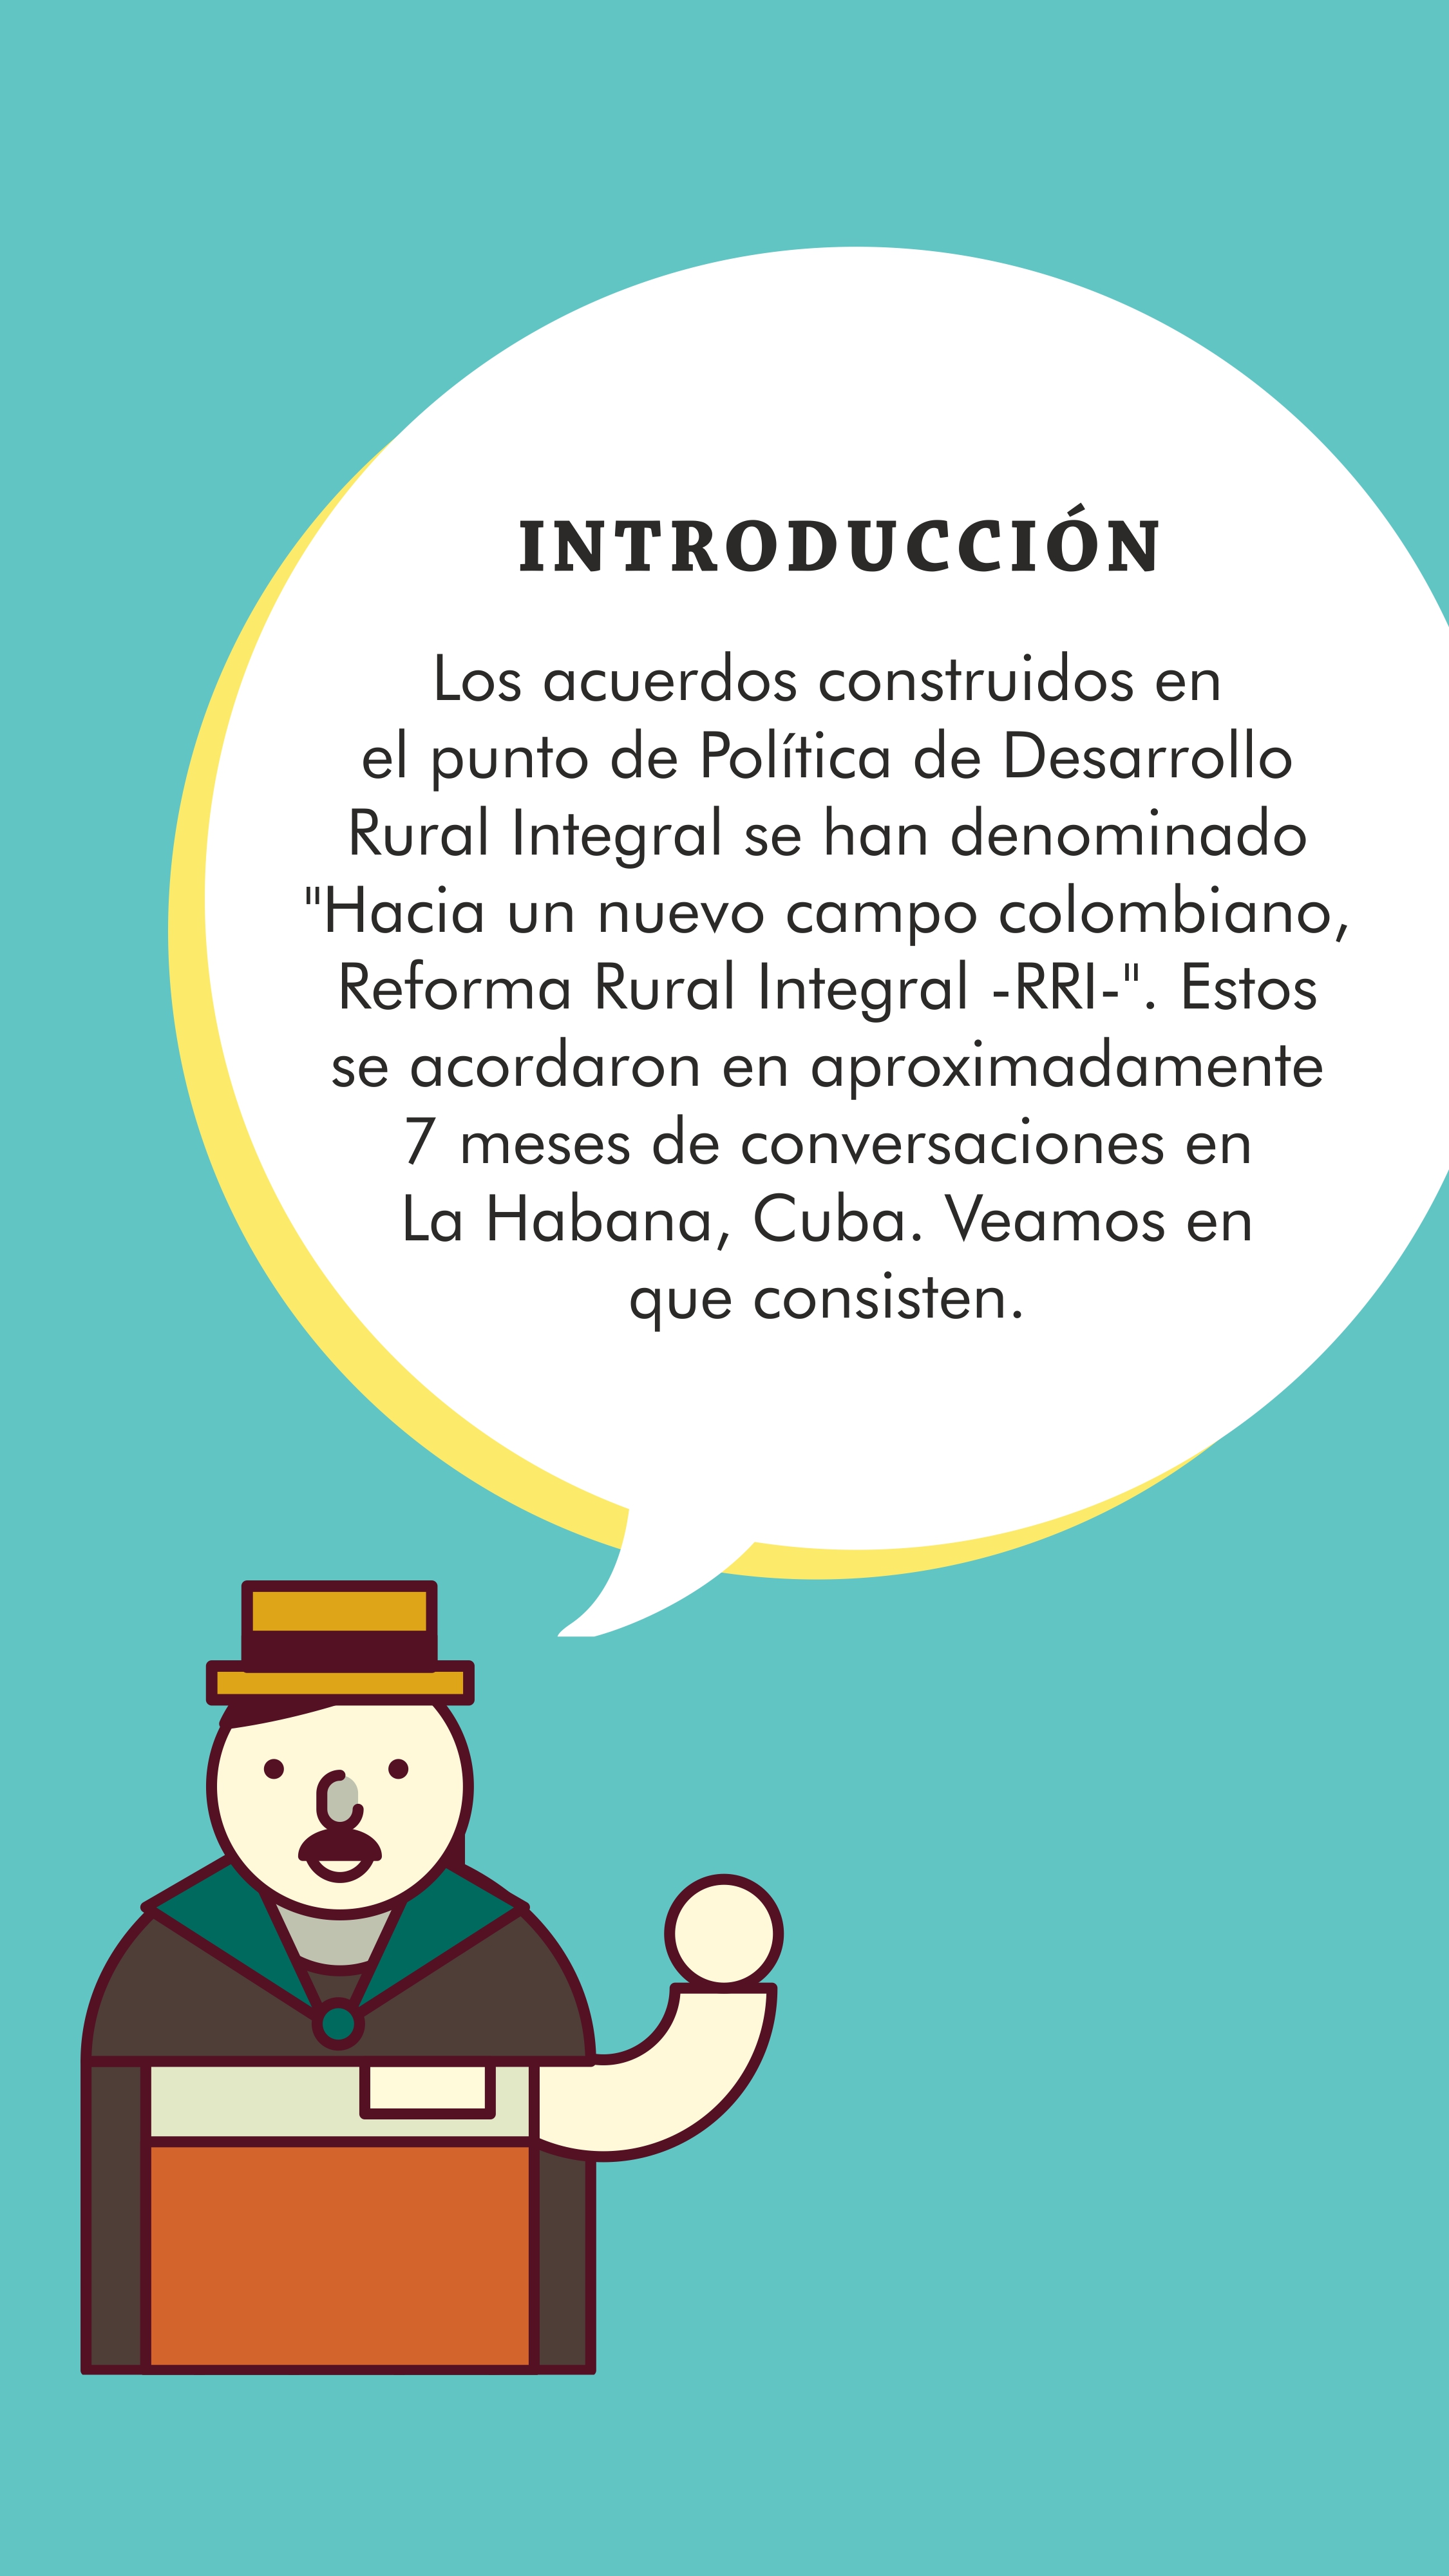 INTRODUCCIÓN
Los acuerdos construidos en
el punto de Política de Desarrollo
Rural Integral se han denominado
"Hacia un nuevo campo colombiano,
Reforma Rural Integral -RRI-". Estos
se acordaron en aproximadamente
7 meses de conversaciones en
La Habana, Cuba. Veamos en
que consisten.